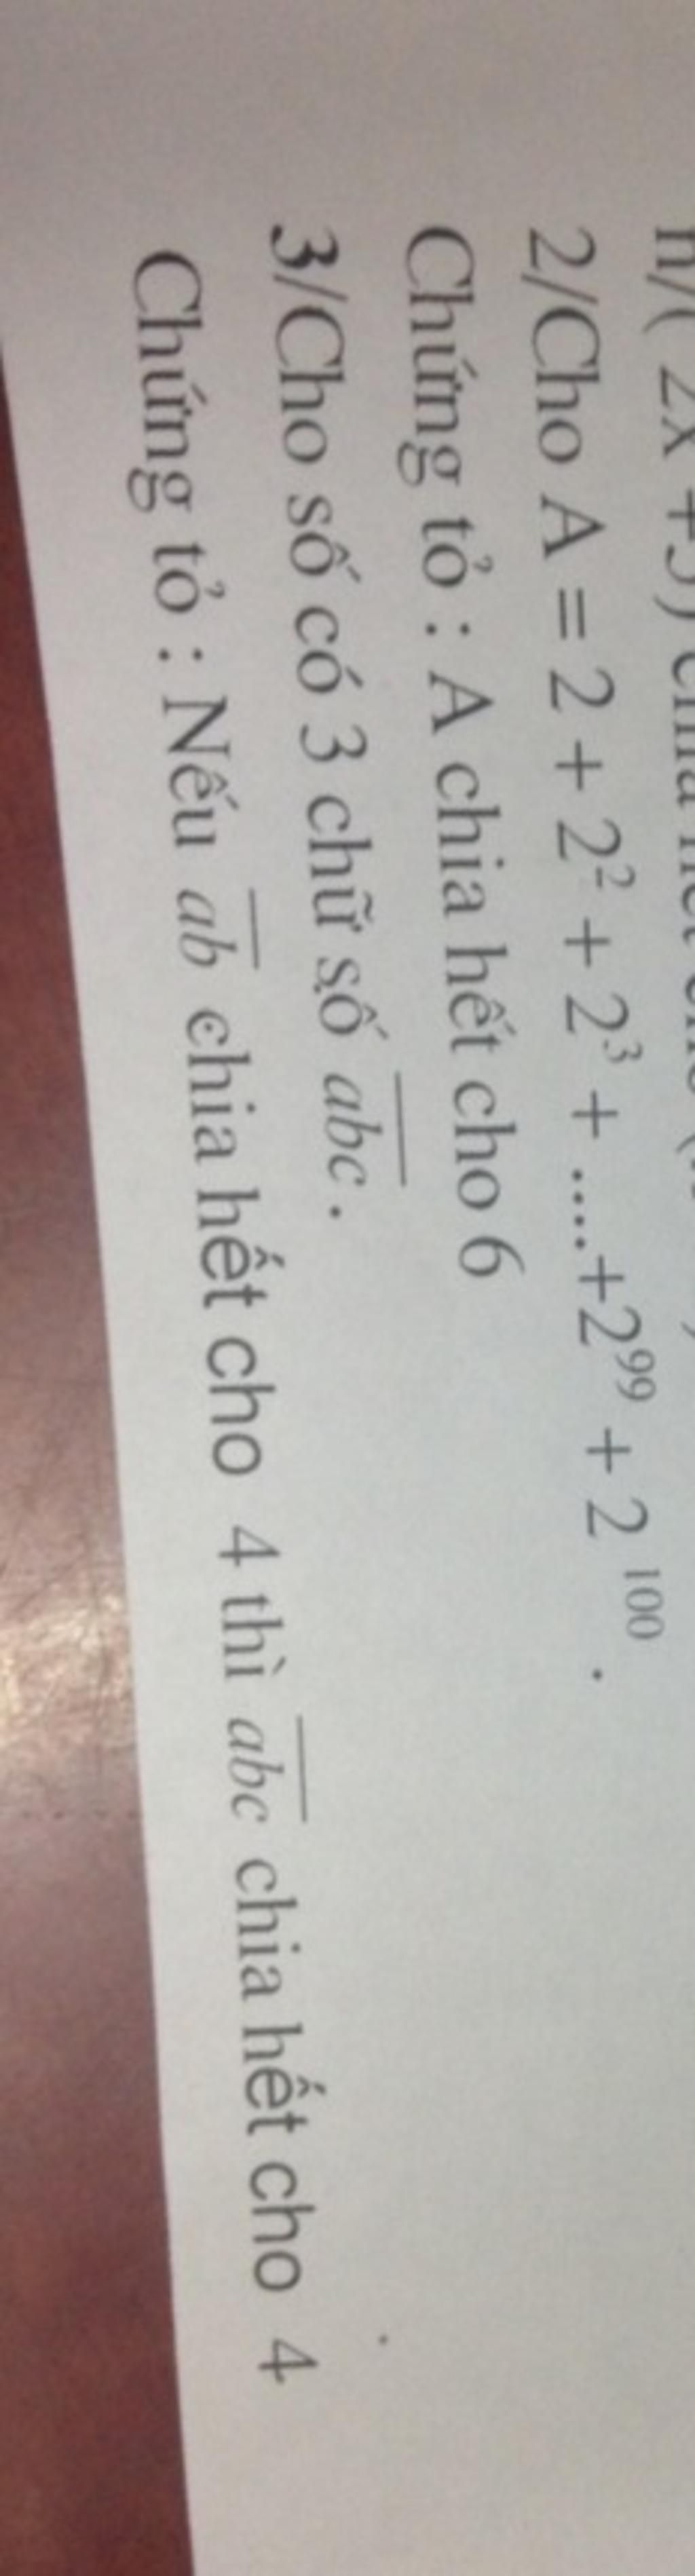 2/Cho A = 2 + 2² + 2³ + ....+2⁹⁹ + 2¹⁰⁰ .
Chứng tỏ : A chia hết cho 6
3/Cho số có 3 chữ số abc .
Chứng tỏ : Nếu ab chia hết cho 4 thì abc chia hết cho 4